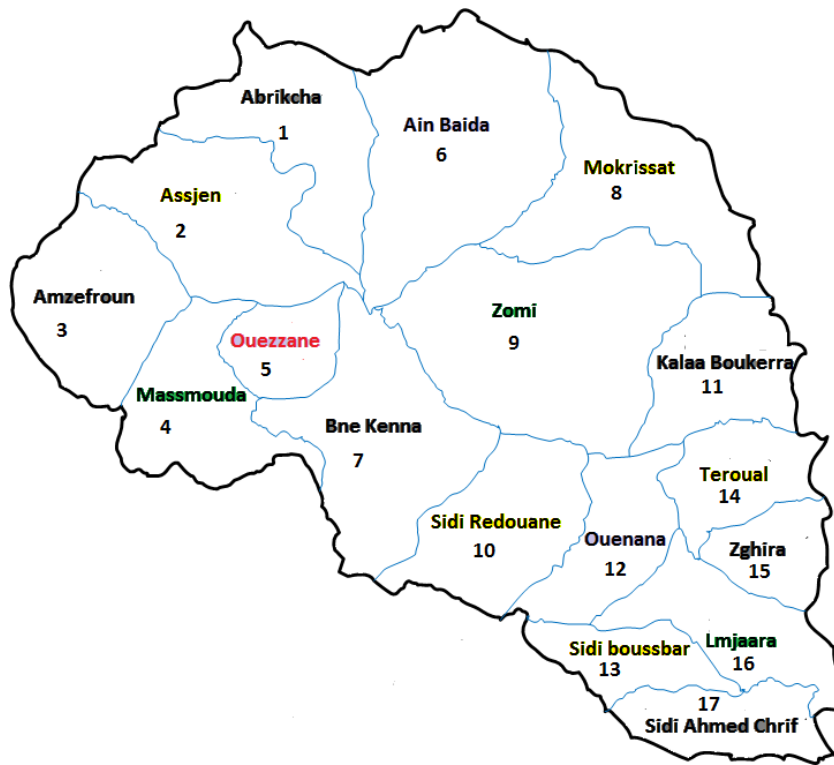 Abrikcha
1
Ain Baida
6
Mokrissat
8
Assjen
2
Amzefroun
3
Zomi
9
Ouezzane
5
Kalaa Boukerra
11
Massmouda
4
Bne Kenna
7
Teroual
14
Sidi Redouane
10
Ouenana
12
Zghira
15
Sidi boussbar
13
Lmjaara
16
17
Sidi Ahmed Chrif